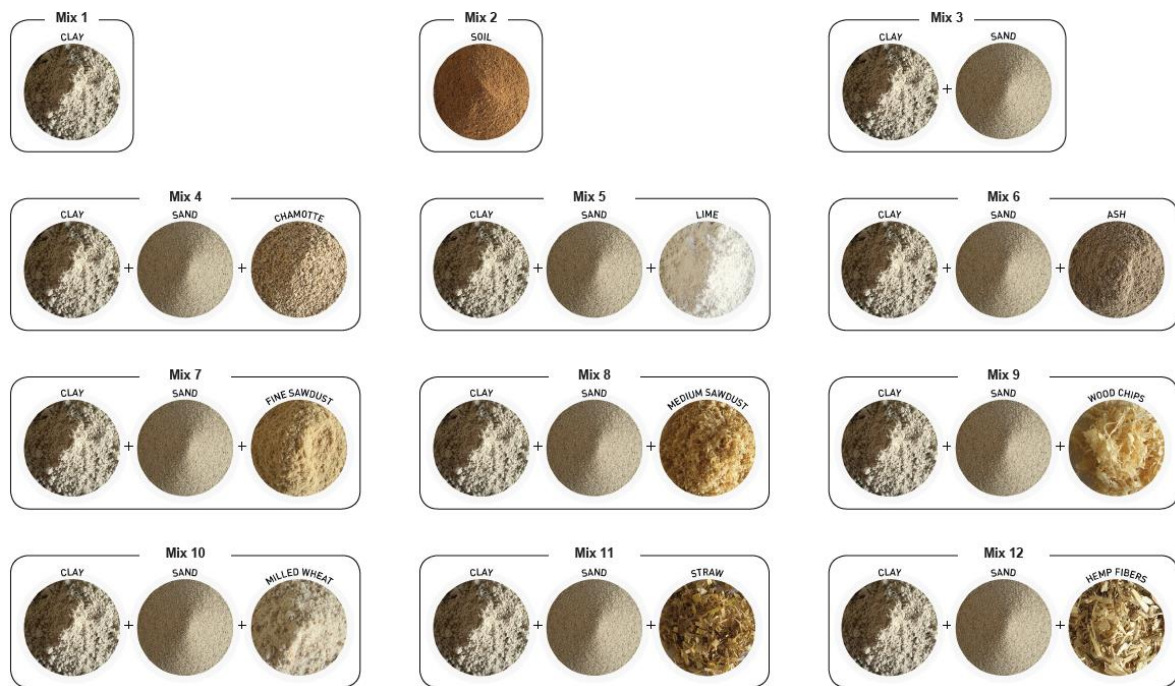 Mix 1
CLAY
Mix 2
SOIL
Mix 3
CLAY + SAND
Mix 4
CLAY + SAND + CHAMOTTE
Mix 5
CLAY + SAND + LIME
Mix 6
CLAY + SAND + ASH
Mix 7
CLAY + SAND + FINE SAWDUST
Mix 8
CLAY + SAND + MEDIUM SAWDUST
Mix 9
CLAY + SAND + WOOD CHIPS
Mix 10
CLAY + SAND + MILLED WHEAT
Mix 11
CLAY + SAND + STRAW
Mix 12
CLAY + SAND + HEMP FIBERS